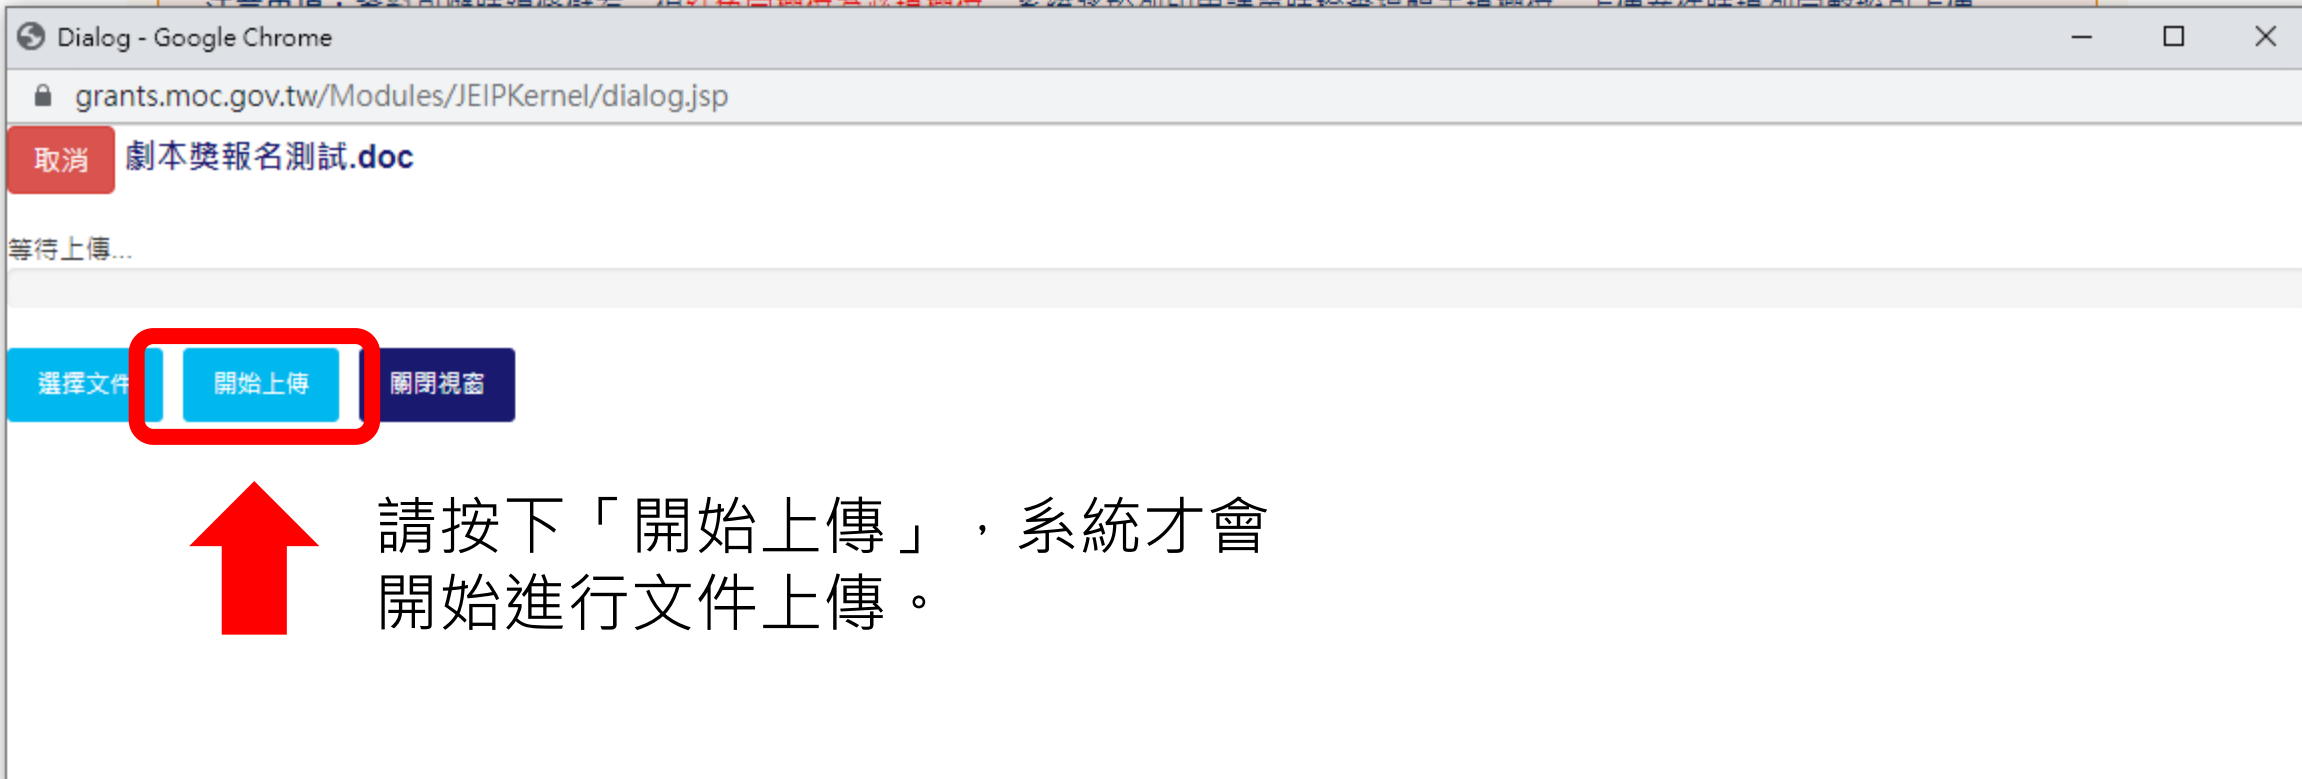 Dialog - Google Chrome
grants.moc.gov.tw/Modules/JEIPKernel/dialog.jsp
取消 劇本獎報名測試.doc
等待上傳...
選擇文件 開始上傳 關閉視窗
請按下「開始上傳」，系統才會
開始進行文件上傳。